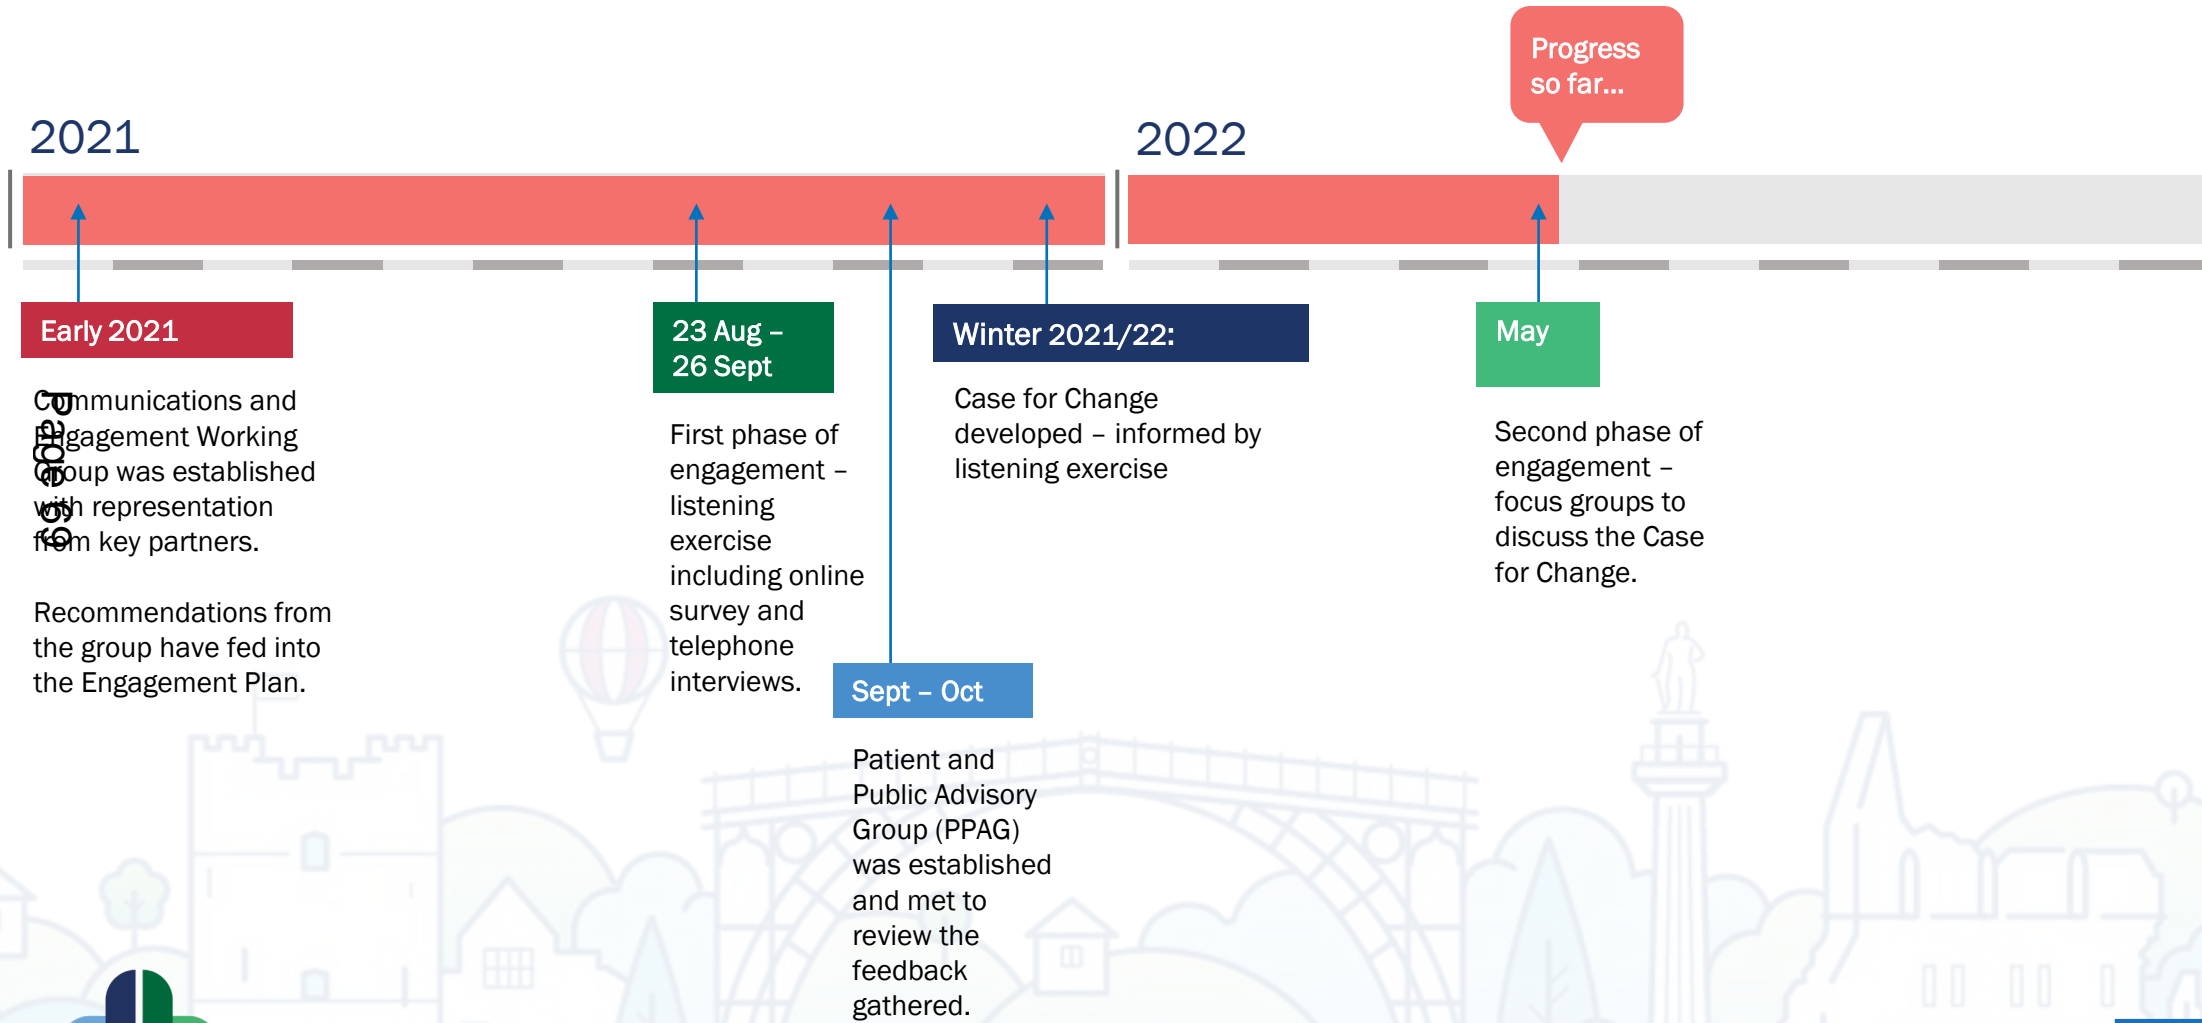 Progress
so far...
2021
2022
Early 2021
Communications and
Engagement Working
Group was established
with representation
from key partners.
Recommendations from
the group have fed into
the Engagement Plan.
Page 69
23 Aug –
26 Sept
First phase of
engagement –
listening
exercise
including online
survey and
telephone
interviews.
Sept – Oct
Patient and
Public Advisory
Group (PPAG)
was established
and met to
review the
feedback
gathered.
Winter 2021/22:
Case for Change
developed – informed by
listening exercise
May
Second phase of
engagement –
focus groups to
discuss the Case
for Change.